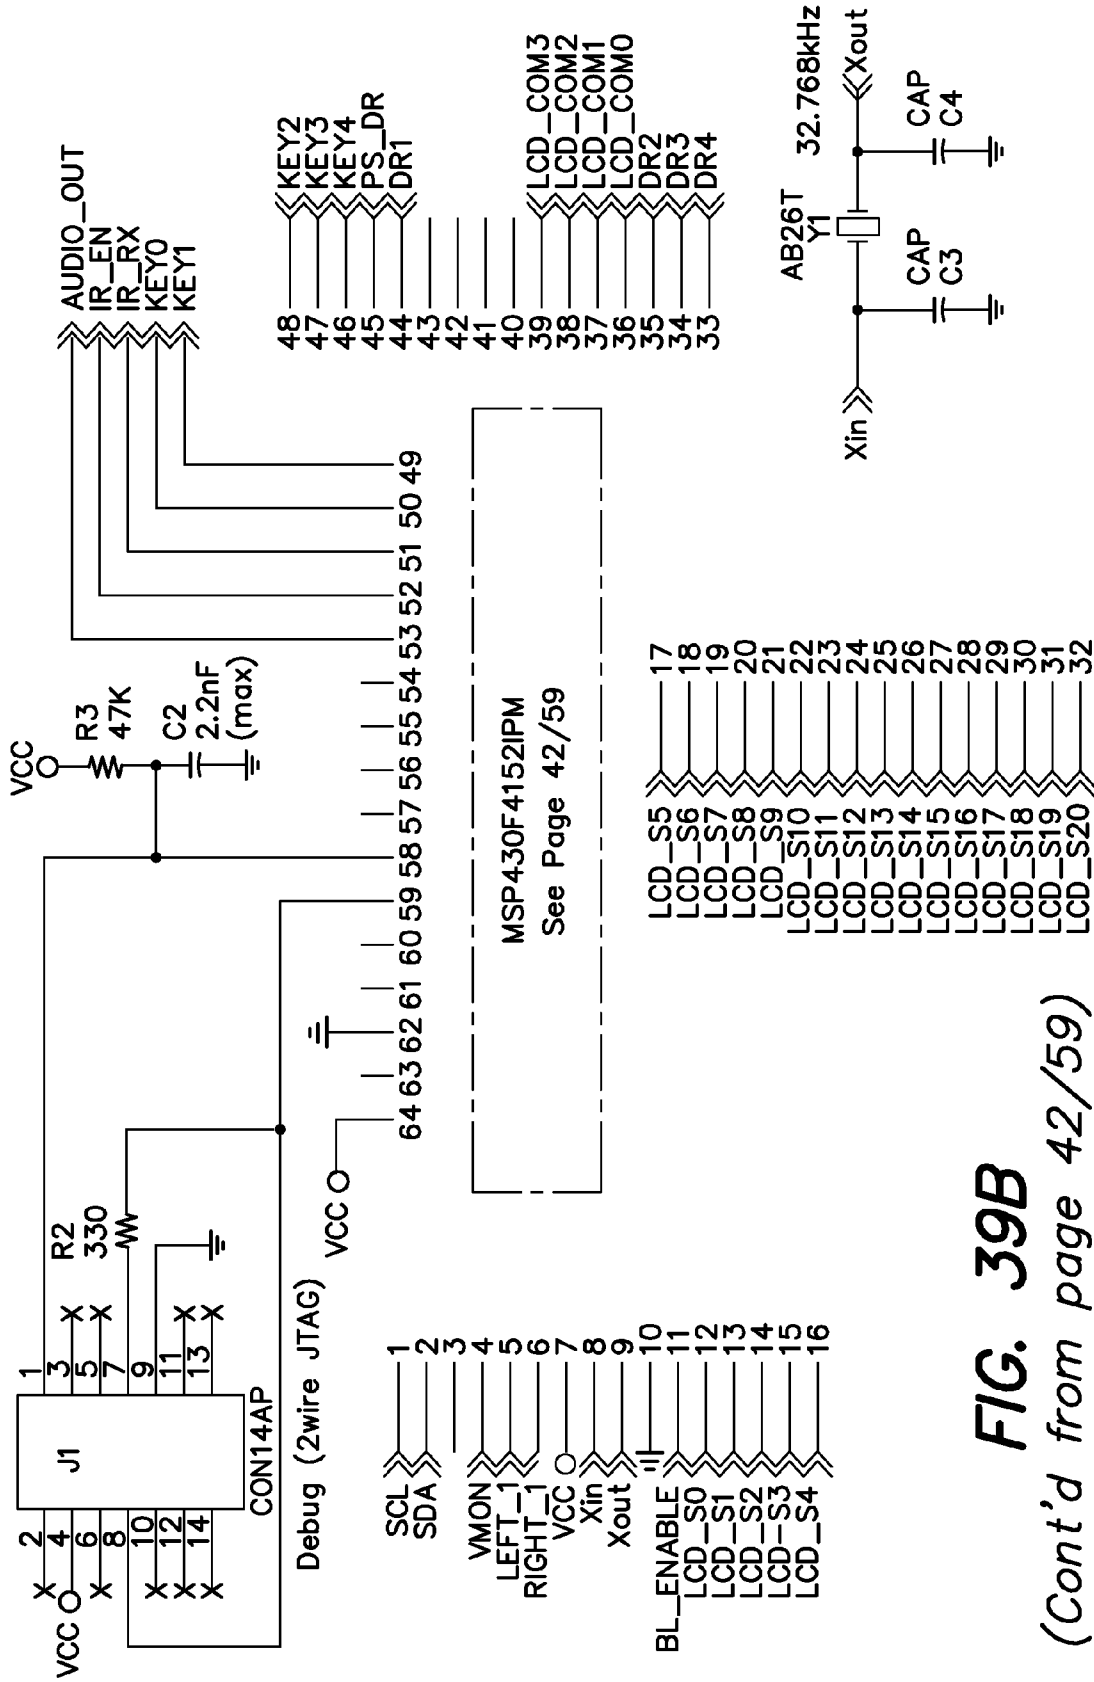 J1
CON14AP
Debug (2wire JTAG)
2
4
6
8
10
12
14
1
3
5
7
9
11
13
X
X
X
X
X
X
X
X
X
VCC
R2
330
VCC
R3
47K
C2
2.2nF
(max)
AUDIO_OUT
IR_EN
IR_RX
KEY0
KEY1
VCC
64
63
62
61
60
59
58
57
56
55
54
53
52
51
50
49
SCL 1
SDA 2
3
VMON 4
LEFT_1 5
RIGHT_1 6
VCC 7
Xin 8
Xout 9
10
BL_ENABLE 11
LCD_S0 12
LCD_S1 13
LCD_S2 14
LCD_S3 15
LCD_S4 16
MSP430F4152IPM
See Page 42/59
48 KEY2
47 KEY3
46 KEY4
45 PS_DR
44 DR1
43
42
41
40
39 LCD_COM3
38 LCD_COM2
37 LCD_COM1
36 LCD_COM0
35 DR2
34 DR3
33 DR4
LCD_S5 17
LCD_S6 18
LCD_S7 19
LCD_S8 20
LCD_S9 21
LCD_S10 22
LCD_S11 23
LCD_S12 24
LCD_S13 25
LCD_S14 26
LCD_S15 27
LCD_S16 28
LCD_S17 29
LCD_S18 30
LCD_S19 31
LCD_S20 32
32.768kHz
AB26T
Y1
Xin
Xout
CAP
C3
CAP
C4
FIG. 39B
(Cont'd from page 42/59)